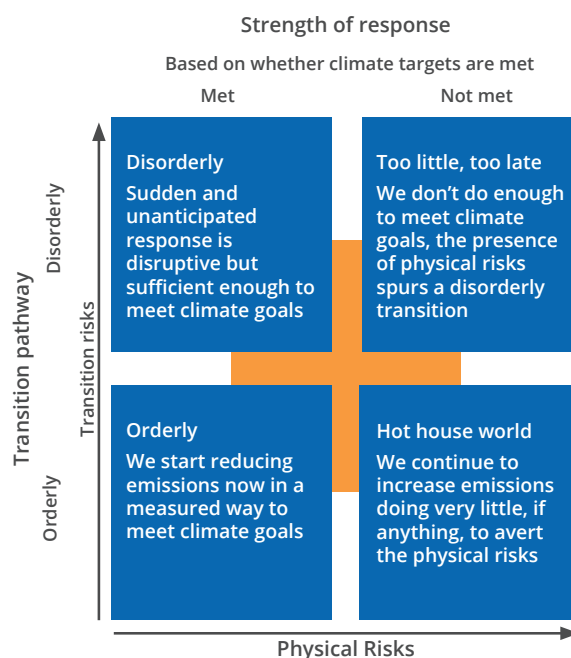 Strength of response
Based on whether climate targets are met
Met
Not met
Transition pathway
Disorderly
Orderly
Transition risks
Disorderly
Sudden and
unanticipated
response is
disruptive but
sufficient enough to
meet climate goals
Too little, too late
We don’t do enough
to meet climate
goals, the presence
of physical risks
spurs a disorderly
transition
Orderly
We start reducing
emissions now in a
measured way to
meet climate goals
Hot house world
We continue to
increase emissions
doing very little, if
anything, to avert
the physical risks
Physical Risks